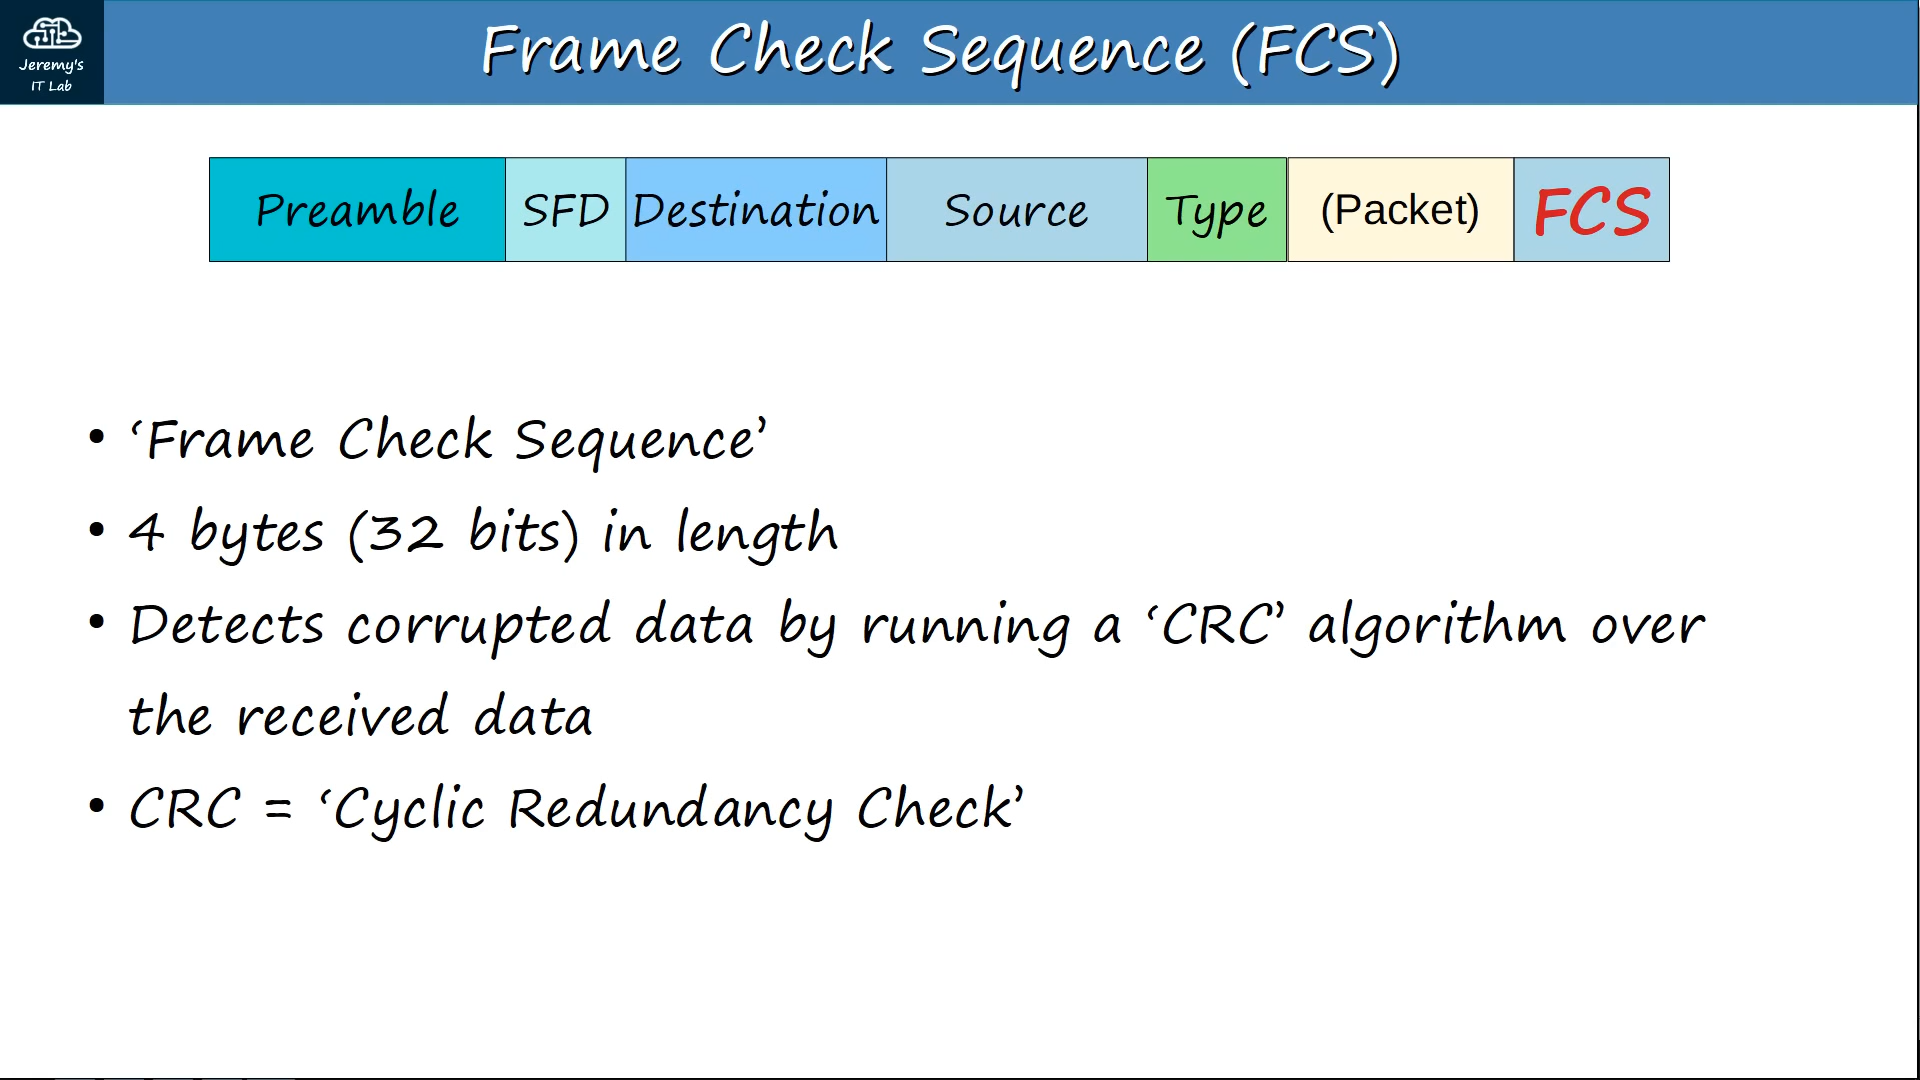 Jeremy's
IT Lab
Frame Check Sequence (FCS)
Preamble SFD Destination Source Type (Packet) FCS
• ‘Frame Check Sequence’
• 4 bytes (32 bits) in length
• Detects corrupted data by running a ‘CRC’ algorithm over
the received data
• CRC = ‘Cyclic Redundancy Check’